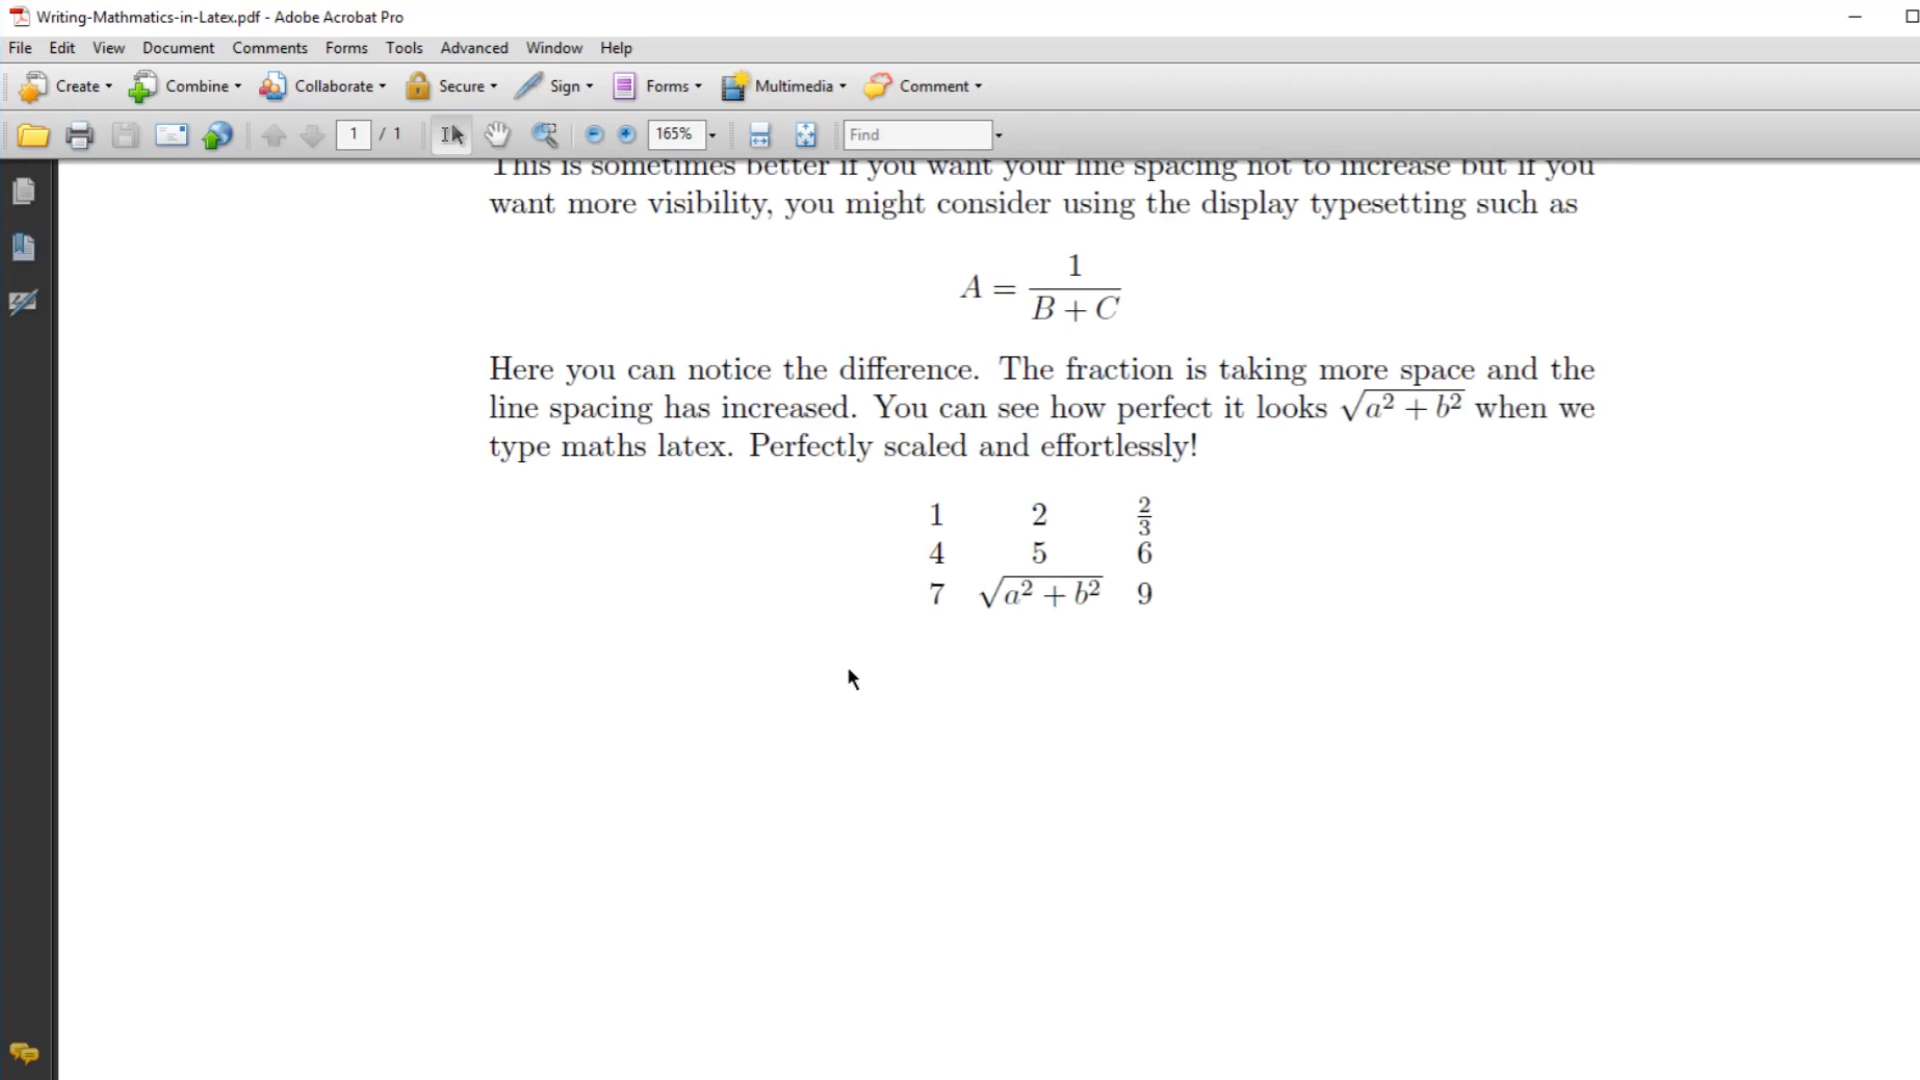 Writing-Mathmatics-in-Latex.pdf - Adobe Acrobat Pro
File Edit View Document Comments Forms Tools Advanced Window Help
Create Combine Collaborate Secure Sign Forms Multimedia Comment
1 / 1 165% Find
This is sometimes better if you want your line spacing not to increase but if you
want more visibility, you might consider using the display typesetting such as
A = 1/(B + C)
Here you can notice the difference. The fraction is taking more space and the
line spacing has increased. You can see how perfect it looks √(a² + b²) when we
type maths latex. Perfectly scaled and effortlessly!
1 2 2/3
4 5 6
7 √(a² + b²) 9